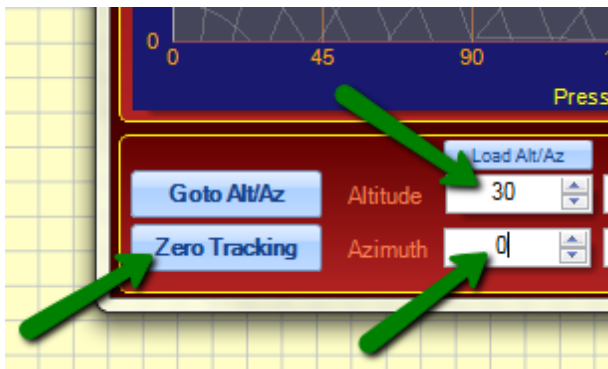 0
0 45 90
Press
Load Alt/Az
Goto Alt/Az Altitude 30
Zero Tracking Azimuth 0